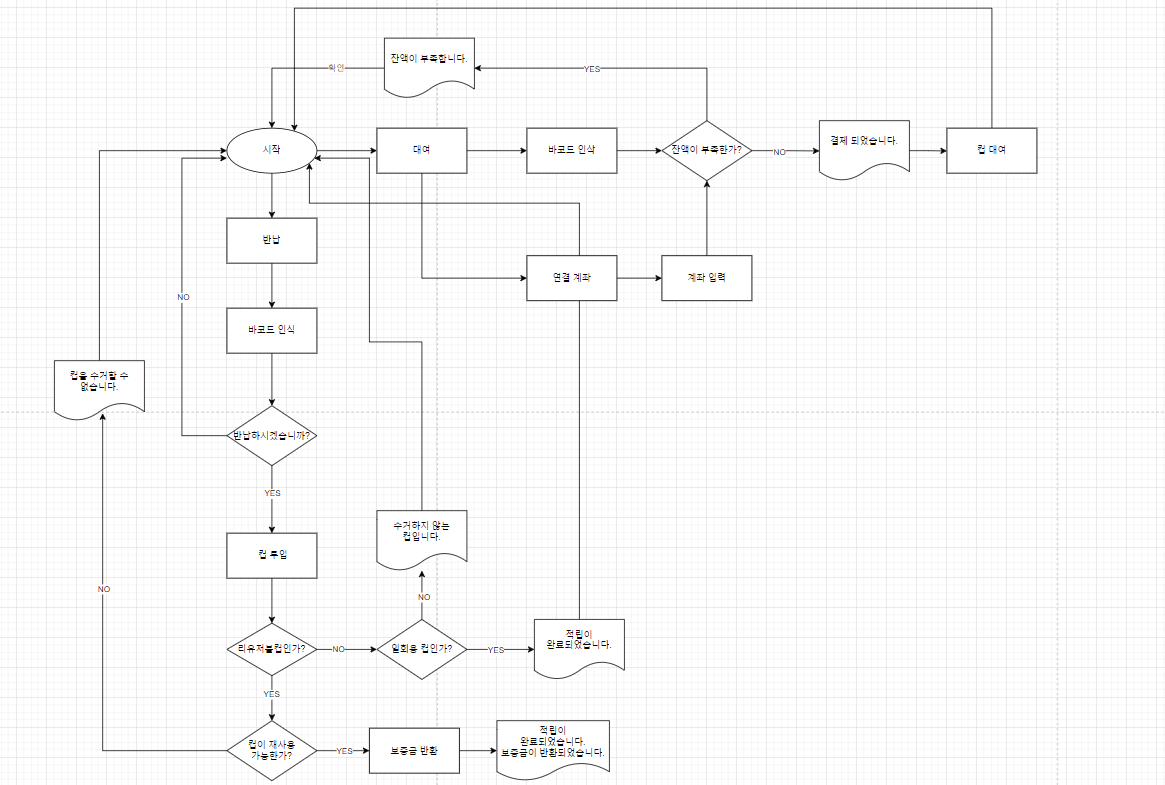 잔액이 부족합니다.
확인
YES
시작
대여
바코드 인삭
잔액이 부족한가?
NO
결제 되었습니다.
컵 대여
반납
연결 계좌
계좌 입력
NO
바코드 인식
컵을 수거할 수
없습니다.
반납하시겠습니까?
YES
수거하지 않는
컵입니다.
컵 투입
NO
NO
리유저블컵인가?
NO
일회용 컵인가?
YES
적립이
완료되었습니다.
YES
컵이 재사용
가능한가?
YES
보증금 반환
적립이
완료되었습니다.
보증금이 반환되었습니다.